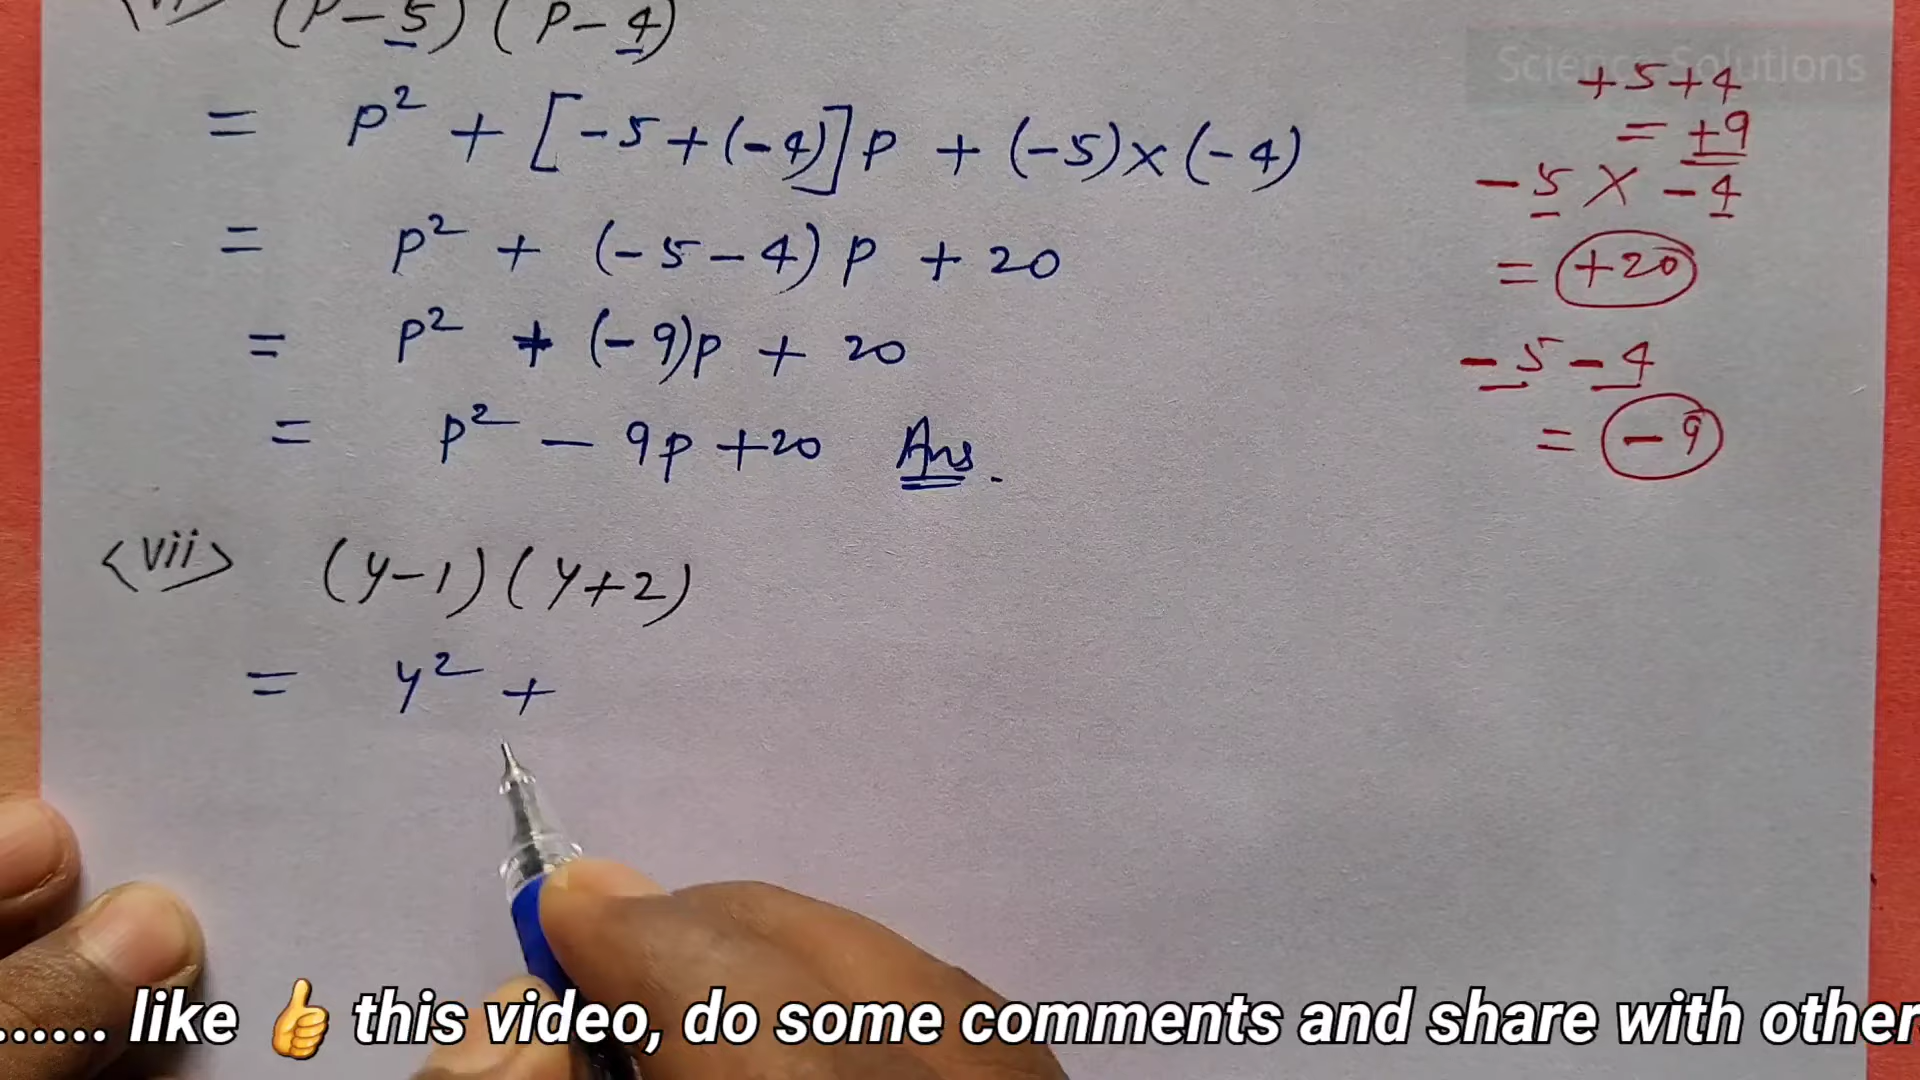 (P-5)(P-4)
= P² + [-5+(-4)]P + (-5)×(-4)
= P² + (-5-4)P + 20
= P² + (-9)P + 20
= P² - 9P + 20 Ans.
<vii> (y-1)(y+2)
= y² +
Science Solutions
+5+4
= +9
-5 × -4
= +20
-5-4
= -9
...... like 👍 this video, do some comments and share with other